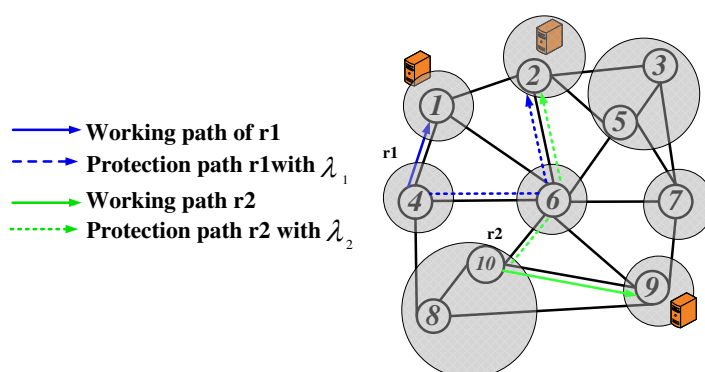 Working path of r1
Protection path r1with λ1
Working path r2
Protection path r2 with λ2
r1
r2
1
2
3
4
5
6
7
8
9
10